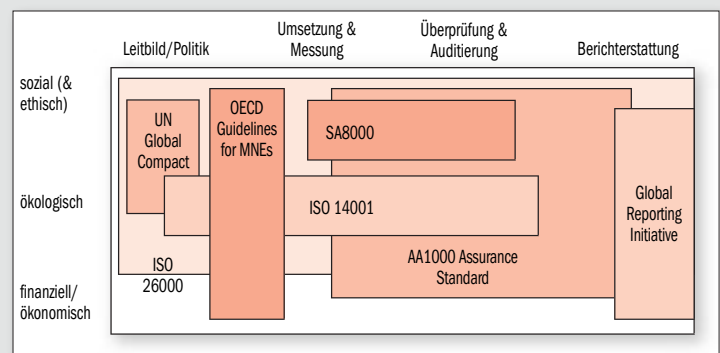 Leitbild/Politik
Umsetzung &
Messung
Überprüfung &
Auditierung
Berichterstattung
sozial (&
ethisch)
ökologisch
finanziell/
ökonomisch
UN
Global
Compact
OECD
Guidelines
for MNEs
SA8000
ISO 14001
ISO
26000
AA1000 Assurance
Standard
Global
Reporting
Initiative